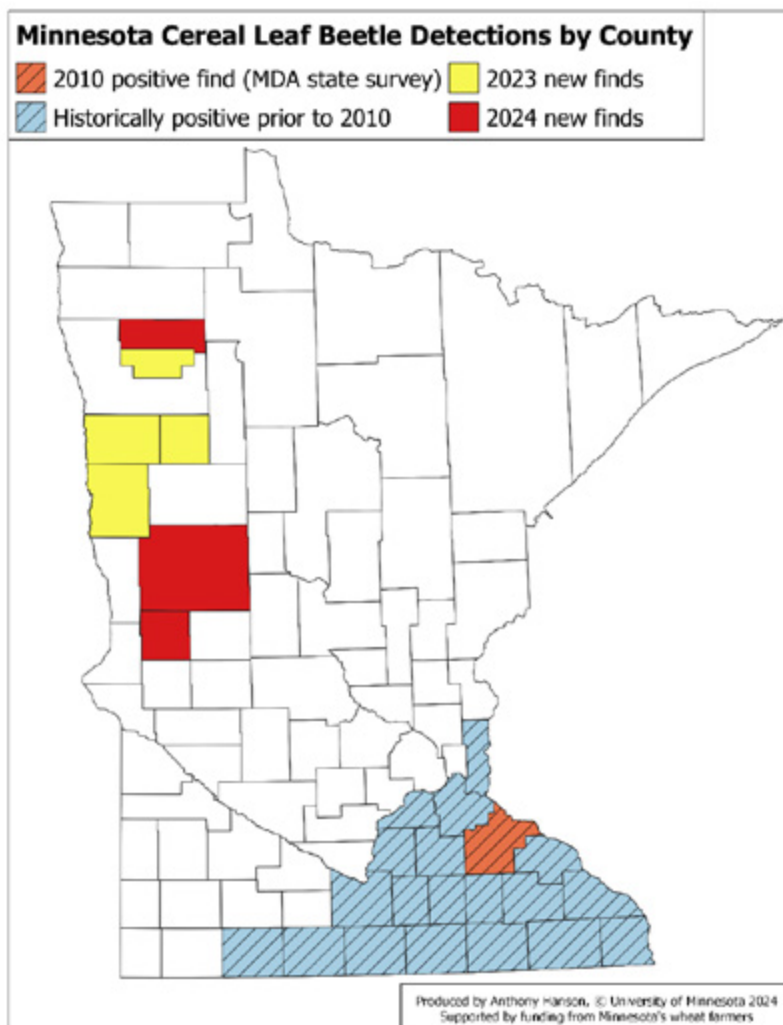 Minnesota Cereal Leaf Beetle Detections by County
2010 positive find (MDA state survey)
2023 new finds
Historically positive prior to 2010
2024 new finds
Produced by Anthony Hanson, © University of Minnesota 2024
Supported by funding from Minnesota's wheat farmers